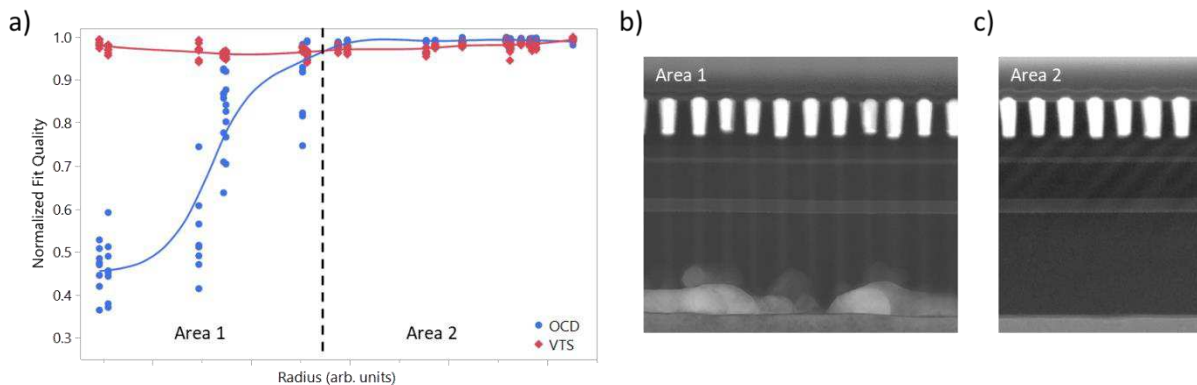 a)
1.0
0.9
0.8
0.7
0.6
0.5
0.4
0.3
Normalized Fit Quality
Area 1
Area 2
OCD
VTS
Radius (arb. units)
b)
Area 1
c)
Area 2